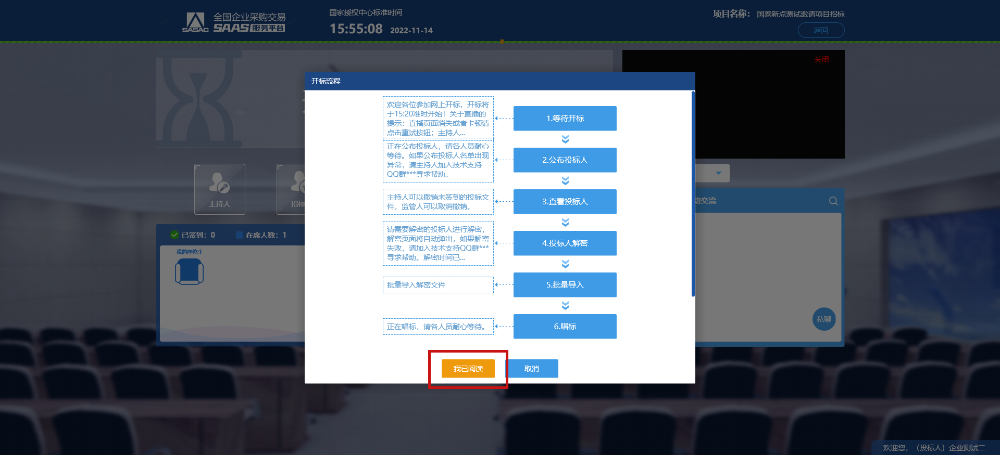 全国企业采购交易
SASAC SAAS服务平台
国家授权中心标准时间
15:55:08 2022-11-14
项目名称： 国泰新点测试邀请项目招标
返回
关闭
开标流程
欢迎各位参加网上开标，开标将
于15:20准时开始！关于直播的
提示：直播页面消失或者卡顿请
点击重试按钮；主持人...
1.等待开标
正在公布投标人，请各人员耐心
等待。如果公布投标人名单出现
异常，请主持人加入技术支持
QQ群***寻求帮助。
2.公布投标人
主持人可以撤销未签到的投标文
件，监管人可以取消撤销。
3.查看投标人
请需要解密的投标人进行解密，
解密页面将自动弹出，如果解密
失败，请加入技术支持QQ群***
寻求帮助。解密时间已...
4.投标人解密
批量导入解密文件
5.批量导入
正在唱标，请各人员耐心等待。
6.唱标
我已阅读
取消
主持人
招标
已签到：0
在席人数：1
我的座位:1
动交流
私聊
欢迎您，（投标人）企业测试二